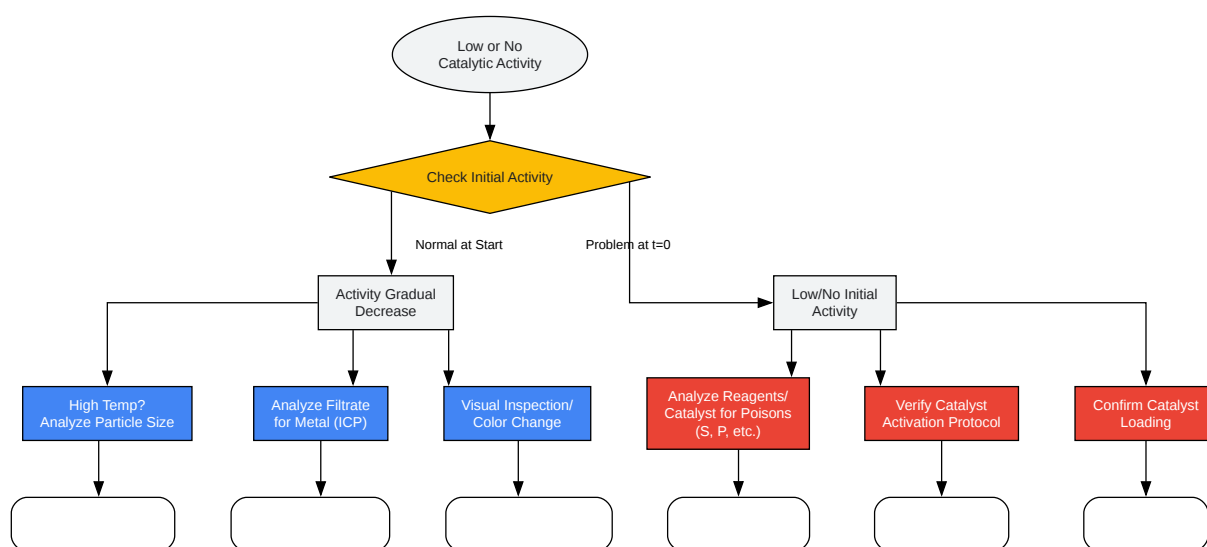 Low or No
Catalytic Activity
Check Initial Activity
Normal at Start
Problem at t=0
Activity Gradual
Decrease
Low/No Initial
Activity
High Temp?
Analyze Particle Size
Analyze Filtrate
for Metal (ICP)
Visual Inspection/
Color Change
Analyze Reagents/
Catalyst for Poisons
(S, P, etc.)
Verify Catalyst
Activation Protocol
Confirm Catalyst
Loading